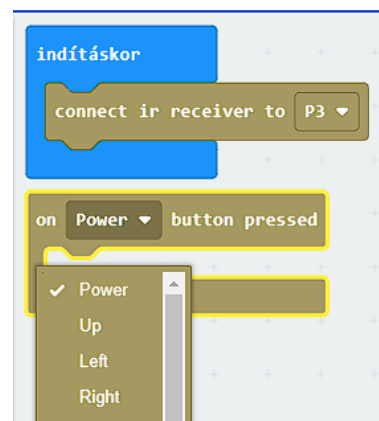 indításkor
connect ir receiver to P3
on Power button pressed
Power
Up
Left
Right